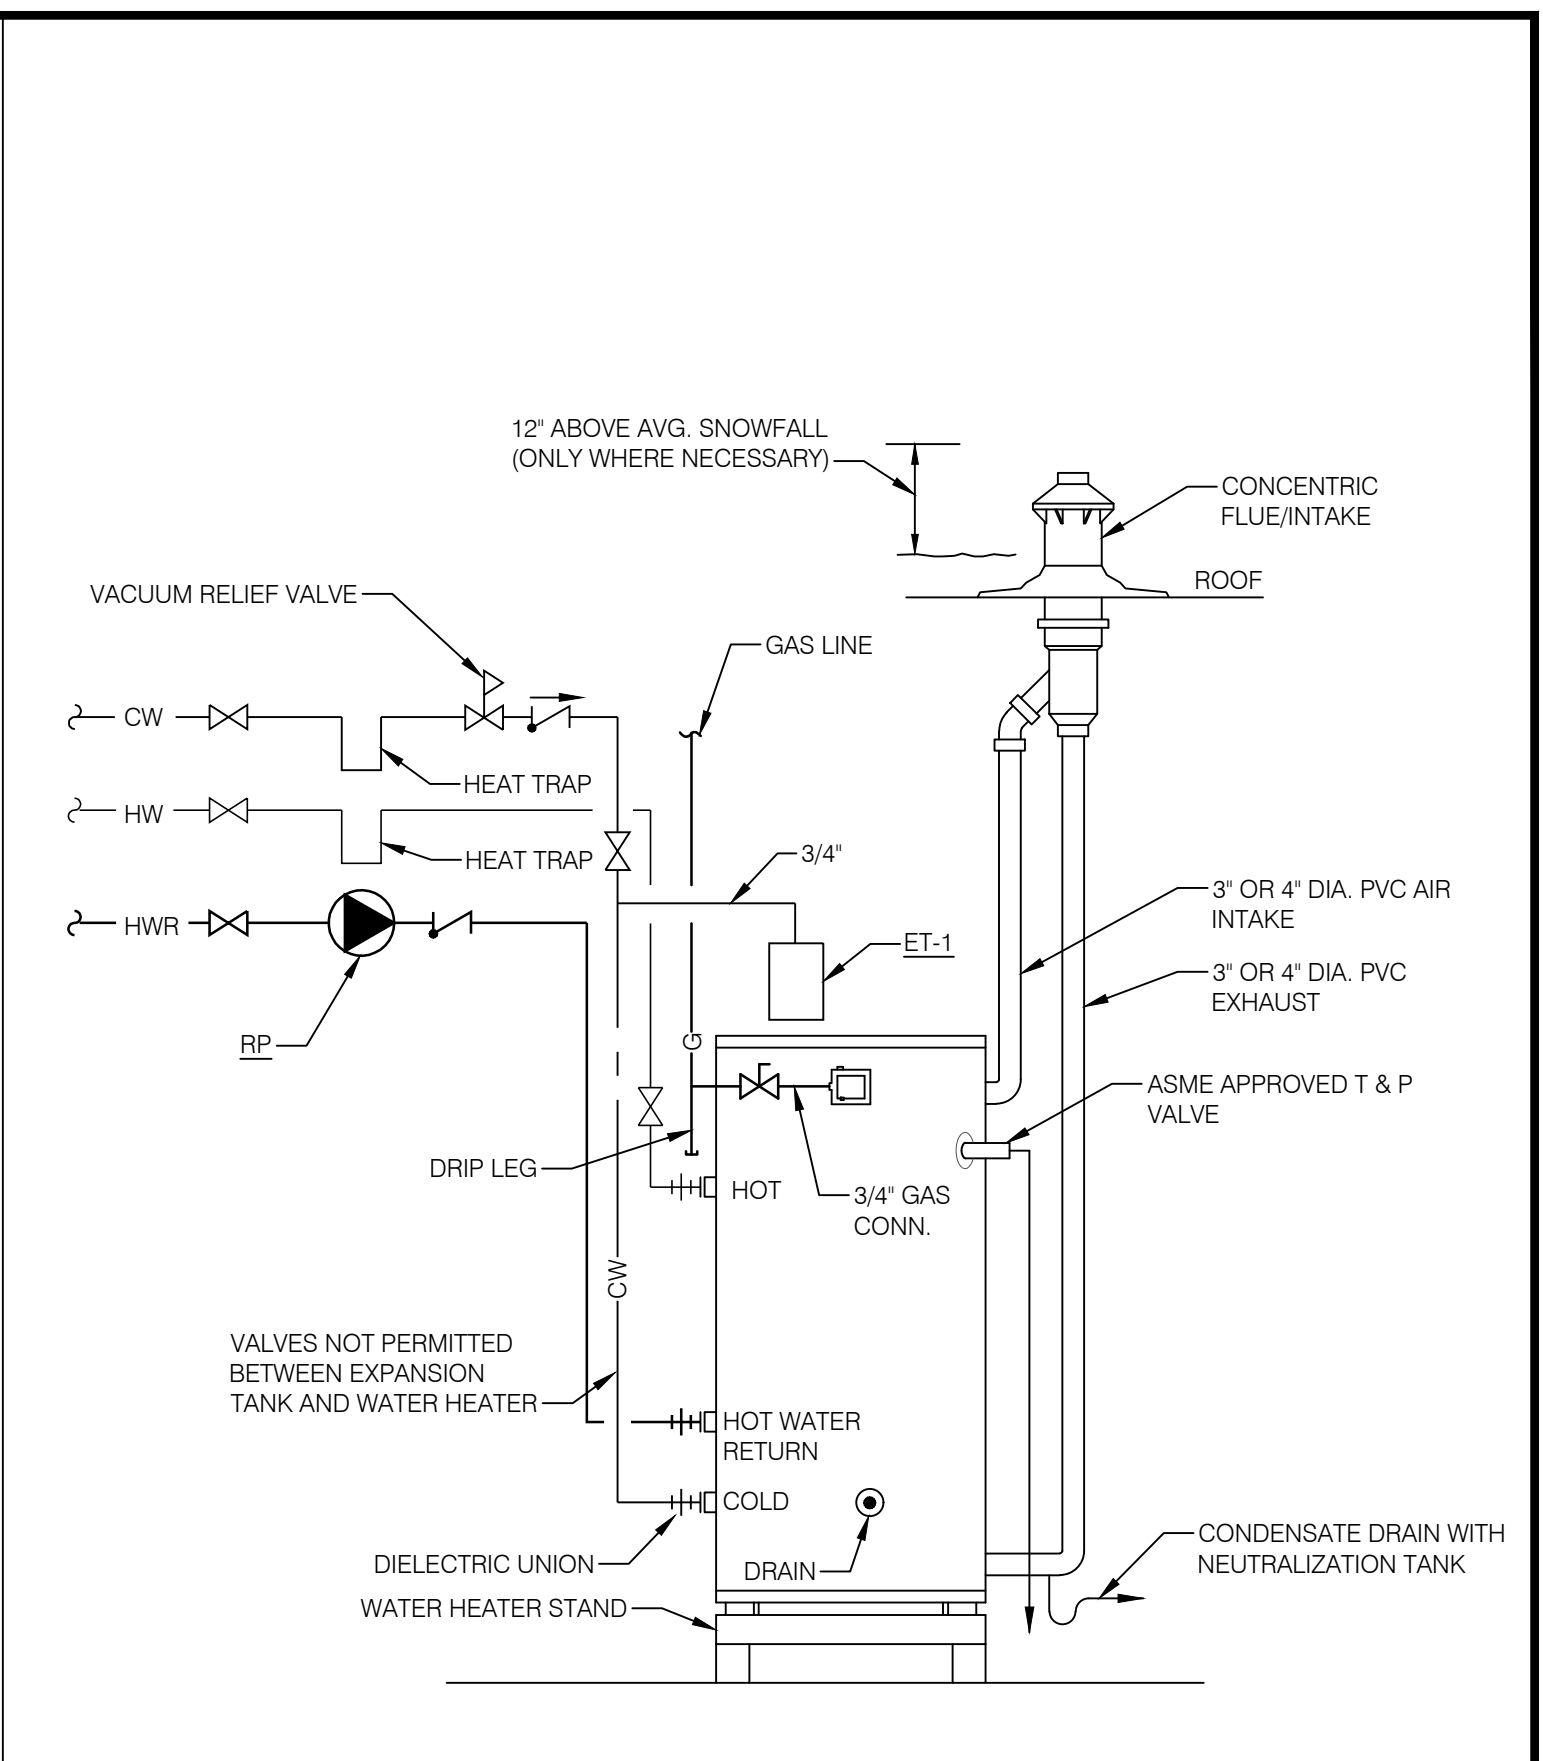 12" ABOVE AVG. SNOWFALL
(ONLY WHERE NECESSARY)
CONCENTRIC
FLUE/INTAKE
ROOF
VACUUM RELIEF VALVE
GAS LINE
CW
HEAT TRAP
HW
HEAT TRAP
3/4"
3" OR 4" DIA. PVC AIR
INTAKE
HWR
ET-1
3" OR 4" DIA. PVC
EXHAUST
RP
G
ASME APPROVED T & P
VALVE
DRIP LEG
HOT
3/4" GAS
CONN.
CW
VALVES NOT PERMITTED
BETWEEN EXPANSION
TANK AND WATER HEATER
HOT WATER
RETURN
COLD
DIELECTRIC UNION
DRAIN
CONDENSATE DRAIN WITH
NEUTRALIZATION TANK
WATER HEATER STAND